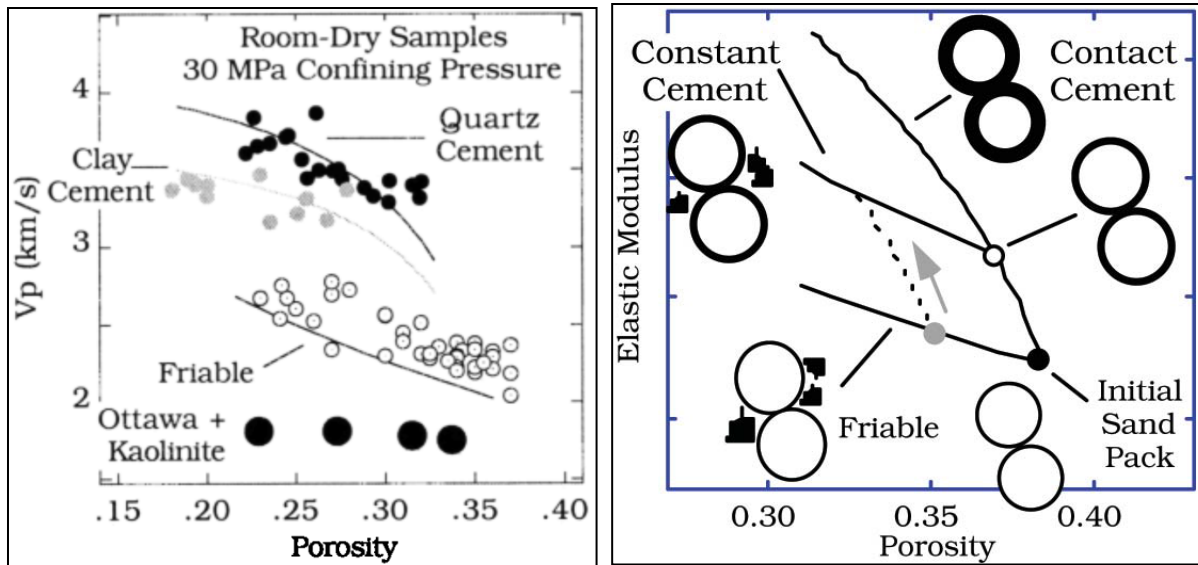 Room-Dry Samples
30 MPa Confining Pressure
4
Quartz
Cement
Clay
Cement
3
Vp (km/s)
Friable
2
Ottawa +
Kaolinite
.15 .20 .25 .30 .35 .40
Porosity
Constant
Cement
Contact
Cement
Elastic Modulus
Friable
Initial
Sand
Pack
0.30 0.35 0.40
Porosity